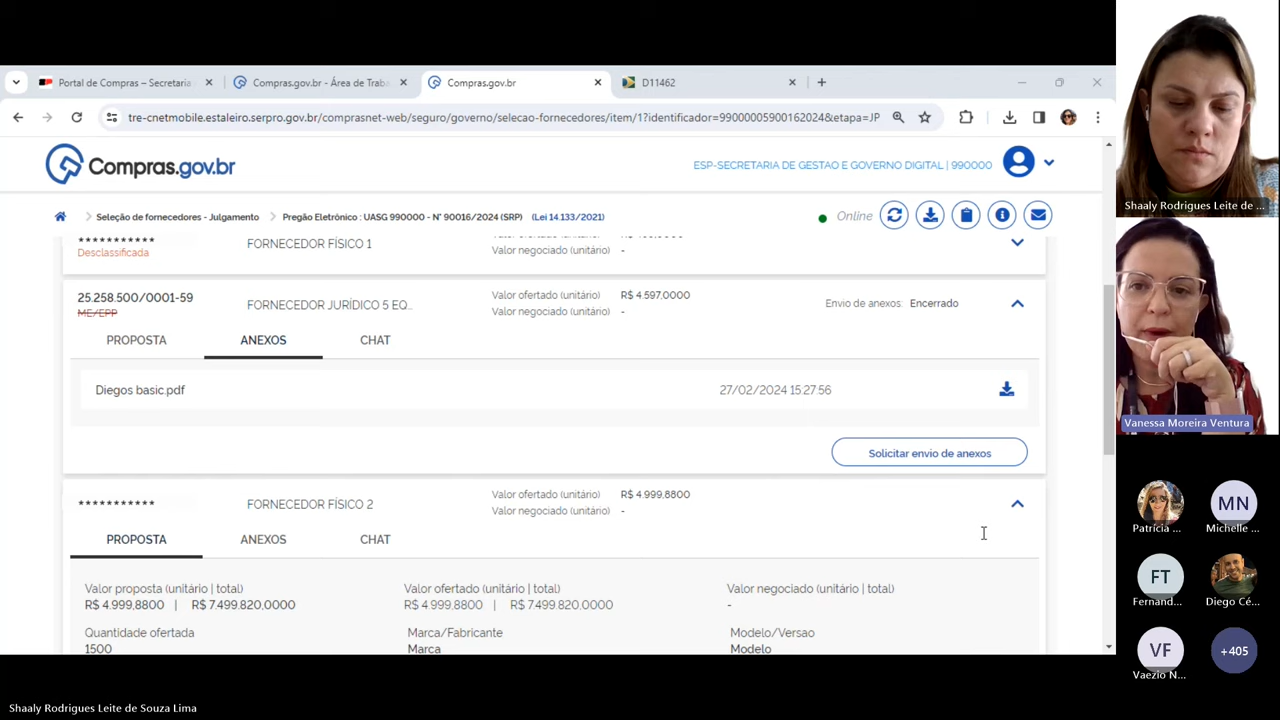 Portal de Compras – Secretaria
Compras.gov.br - Área de Traba
Compras.gov.br
D11462
tre-cnetmobile.estaleiro.serpro.gov.br/comprasnet-web/seguro/governo/selecao-fornecedores/item/1?identificador=99000005900162024&etapa=JP
Compras.gov.br
ESP-SECRETARIA DE GESTAO E GOVERNO DIGITAL | 990000
Seleção de fornecedores - Julgamento
Pregão Eletrônico : UASG 990000 - N° 90016/2024 (SRP)
(Lei 14.133/2021)
Online
***********
FORNECEDOR FÍSICO 1
Desclassificada
Valor negociado (unitário) -
25.258.500/0001-59
FORNECEDOR JURÍDICO 5 EQ...
Valor ofertado (unitário) R$ 4.597,0000
Envio de anexos: Encerrado
ME/EPP
Valor negociado (unitário) -
PROPOSTA
ANEXOS
CHAT
Diegos basic.pdf
27/02/2024 15:27:56
Solicitar envio de anexos
***********
FORNECEDOR FÍSICO 2
Valor ofertado (unitário) R$ 4.999,8800
Valor negociado (unitário) -
PROPOSTA
ANEXOS
CHAT
Valor proposta (unitário | total)
Valor ofertado (unitário | total)
Valor negociado (unitário | total)
R$ 4.999,8800 | R$ 7.499.820,0000
R$ 4.999,8800 | R$ 7.499.820,0000
-
Quantidade ofertada
Marca/Fabricante
Modelo/Versao
1500
Marca
Modelo
Shaaly Rodrigues Leite de ...
Vanessa Moreira Ventura
Patrícia ...
MN
Michelle ...
FT
Fernand...
Diego Cé...
VF
Vaezio N...
+405
Shaaly Rodrigues Leite de Souza Lima